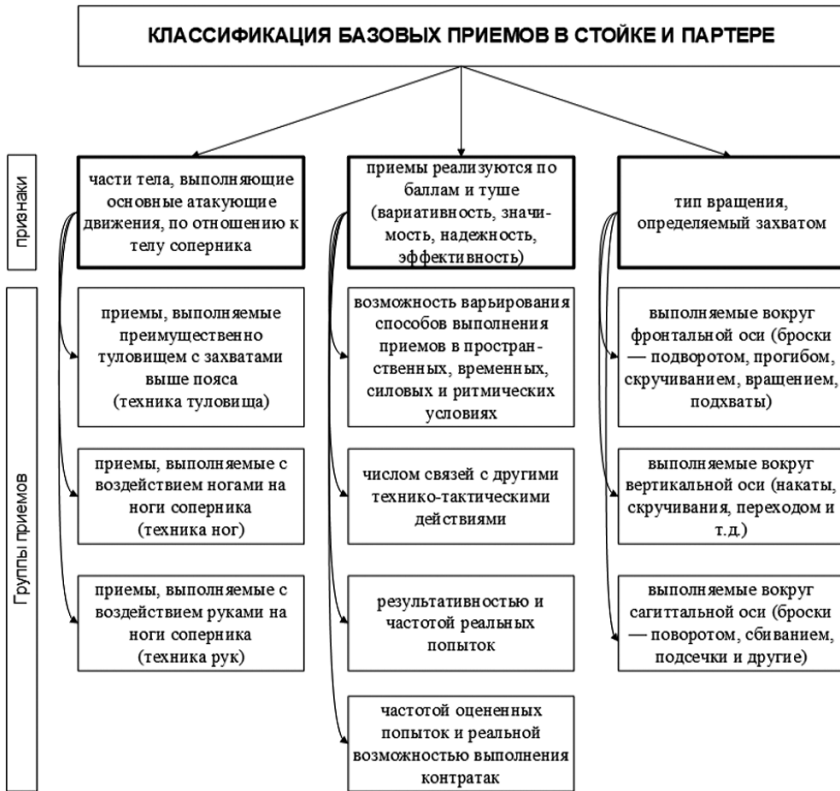 КЛАССИФИКАЦИЯ БАЗОВЫХ ПРИЕМОВ В СТОЙКЕ И ПАРТЕРЕ
признаки
части тела, выполняющие
основные атакующие
движения, по отношению к
телу соперника
приемы реализуются по
баллам и туше
(вариативность, значи-
мость, надежность,
эффективность)
тип вращения,
определяемый захватом
Группы приемов
приемы, выполняемые
преимущественно
туловищем с захватами
выше пояса
(техника туловища)
возможность варьирования
способов выполнения
приемов в простран-
ственных, временных,
силовых и ритмических
условиях
выполняемые вокруг
фронтальной оси (броски
— подворотом, прогибом,
скручиванием, вращением,
подхваты)
приемы, выполняемые с
воздействием ногами на
ноги соперника
(техника ног)
числом связей с другими
технико-тактическими
действиями
выполняемые вокруг
вертикальной оси (накаты,
скручивания, переходом и
т.д.)
приемы, выполняемые с
воздействием руками на
ноги соперника
(техника рук)
результативностью и
частотой реальных
попыток
выполняемые вокруг
сагиттальной оси (броски
— поворотом, сбиванием,
подсечки и другие)
частотой оцененных
попыток и реальной
возможностью выполнения
контратак